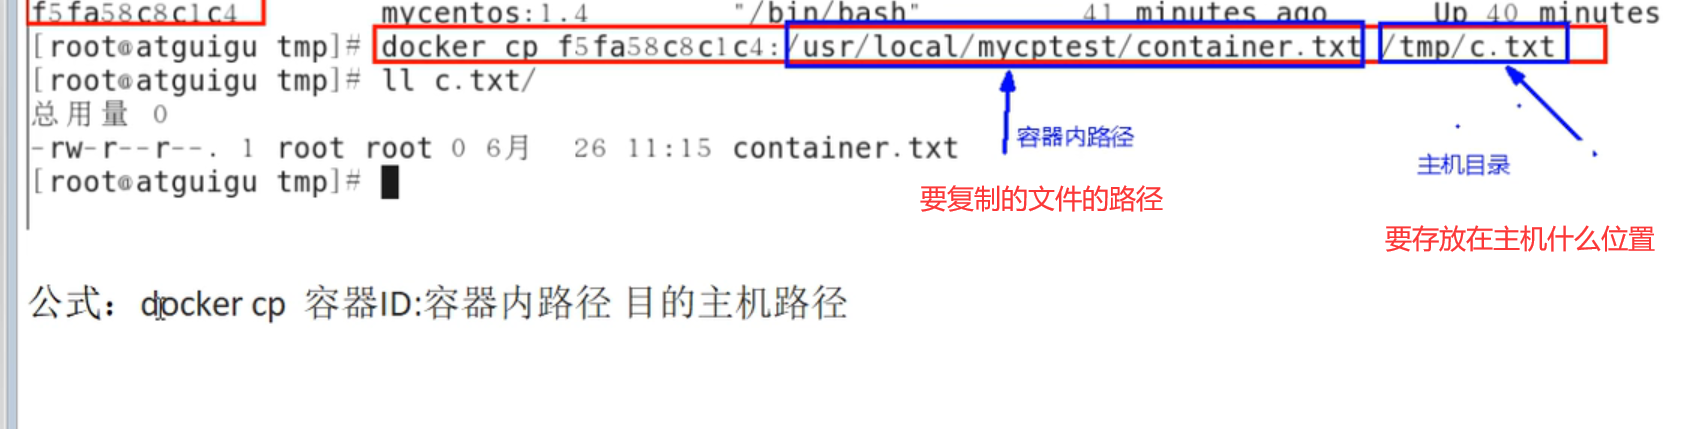 f5fa58c8c1c4 mycentos:1.4 "/bin/bash" 41 minutes ago Up 40 minutes
[root@atguigu tmp]# docker cp f5fa58c8c1c4:/usr/local/mycptest/container.txt /tmp/c.txt
[root@atguigu tmp]# ll c.txt/
总用量 0
-rw-r--r--. 1 root root 0 6月 26 11:15 container.txt
[root@atguigu tmp]#
容器内路径
主机目录
要复制的文件的路径
要存放在主机什么位置
公式：docker cp 容器ID:容器内路径 目的主机路径